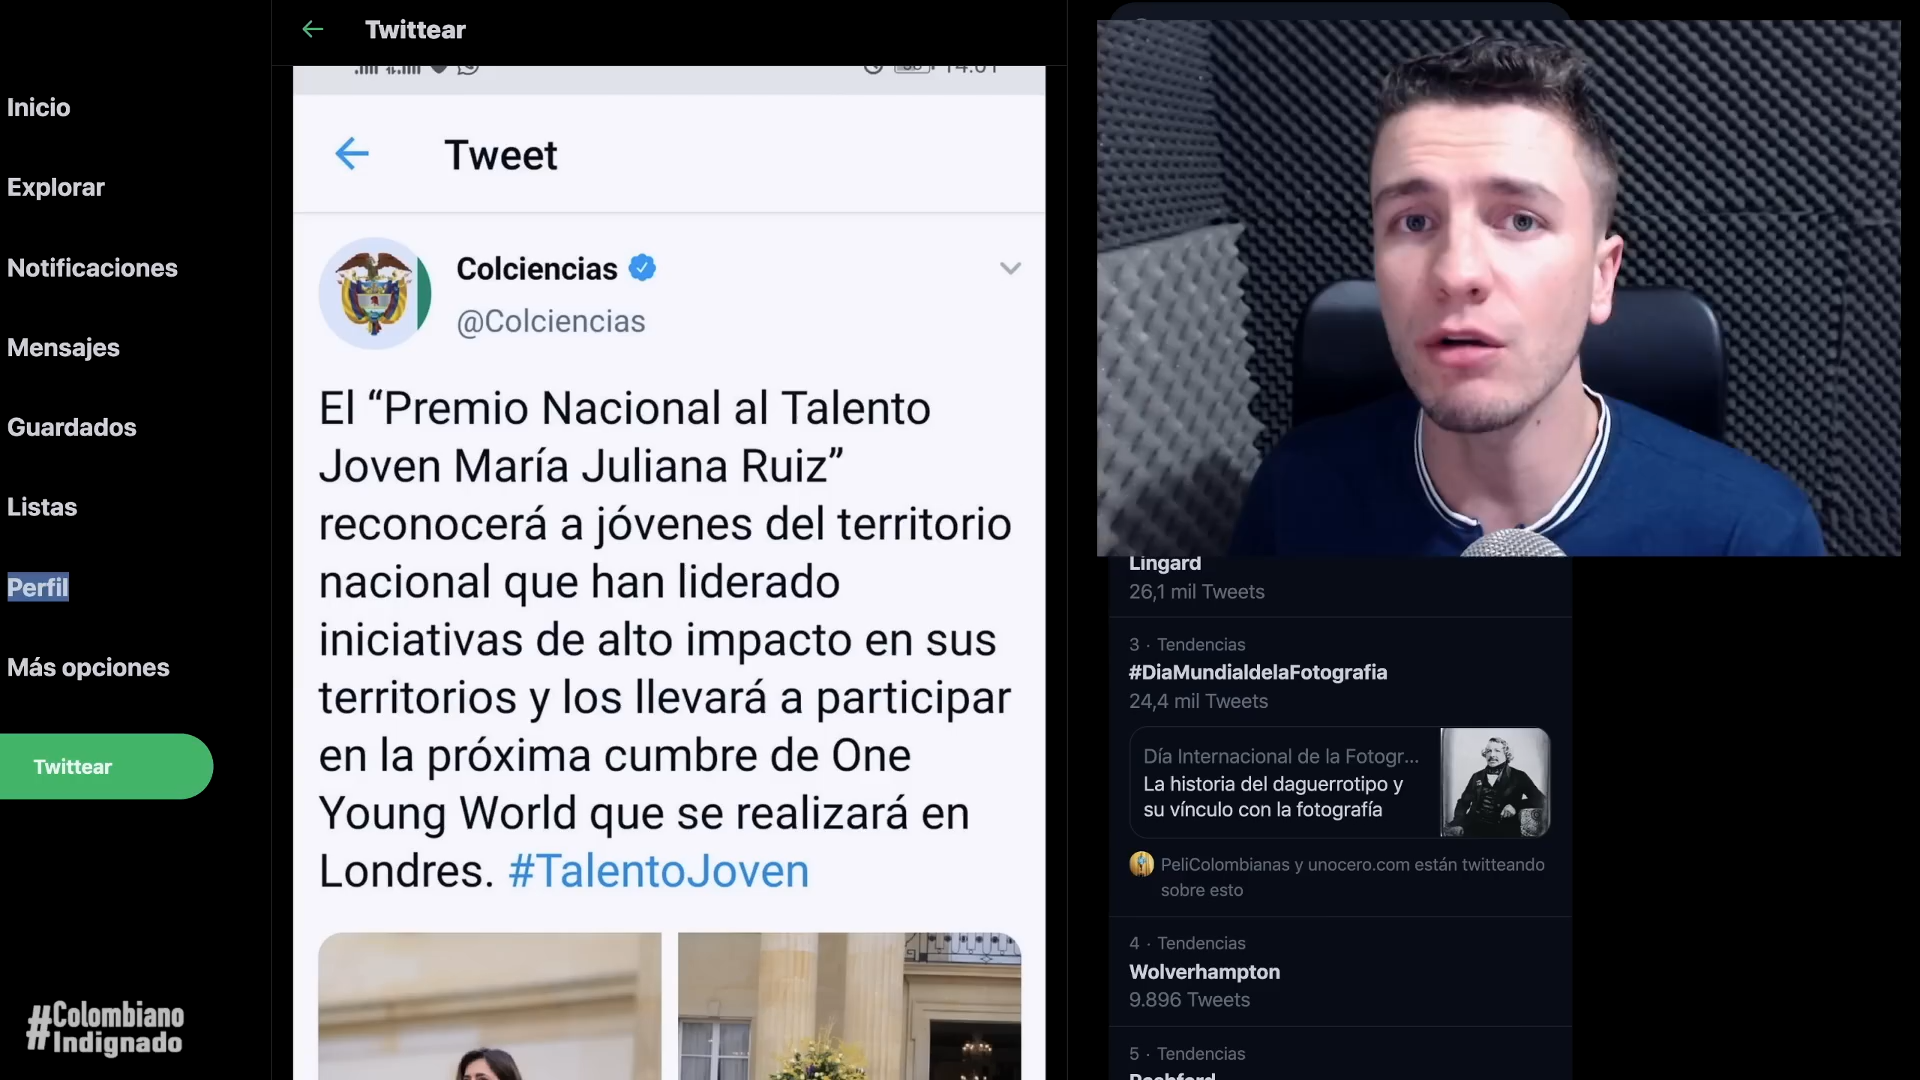 Twittear
Inicio
Explorar
Notificaciones
Mensajes
Guardados
Listas
Perfil
Más opciones
Twittear
#Colombiano
Indignado
Tweet
Colciencias
@Colciencias
El “Premio Nacional al Talento
Joven María Juliana Ruiz”
reconocerá a jóvenes del territorio
nacional que han liderado
iniciativas de alto impacto en sus
territorios y los llevará a participar
en la próxima cumbre de One
Young World que se realizará en
Londres. #TalentoJoven
Lingard
26,1 mil Tweets
3 · Tendencias
#DiaMundialdelaFotografia
24,4 mil Tweets
Día Internacional de la Fotogr...
La historia del daguerrotipo y
su vínculo con la fotografía
PeliColombianas y unocero.com están twitteando
sobre esto
4 · Tendencias
Wolverhampton
9.896 Tweets
5 · Tendencias